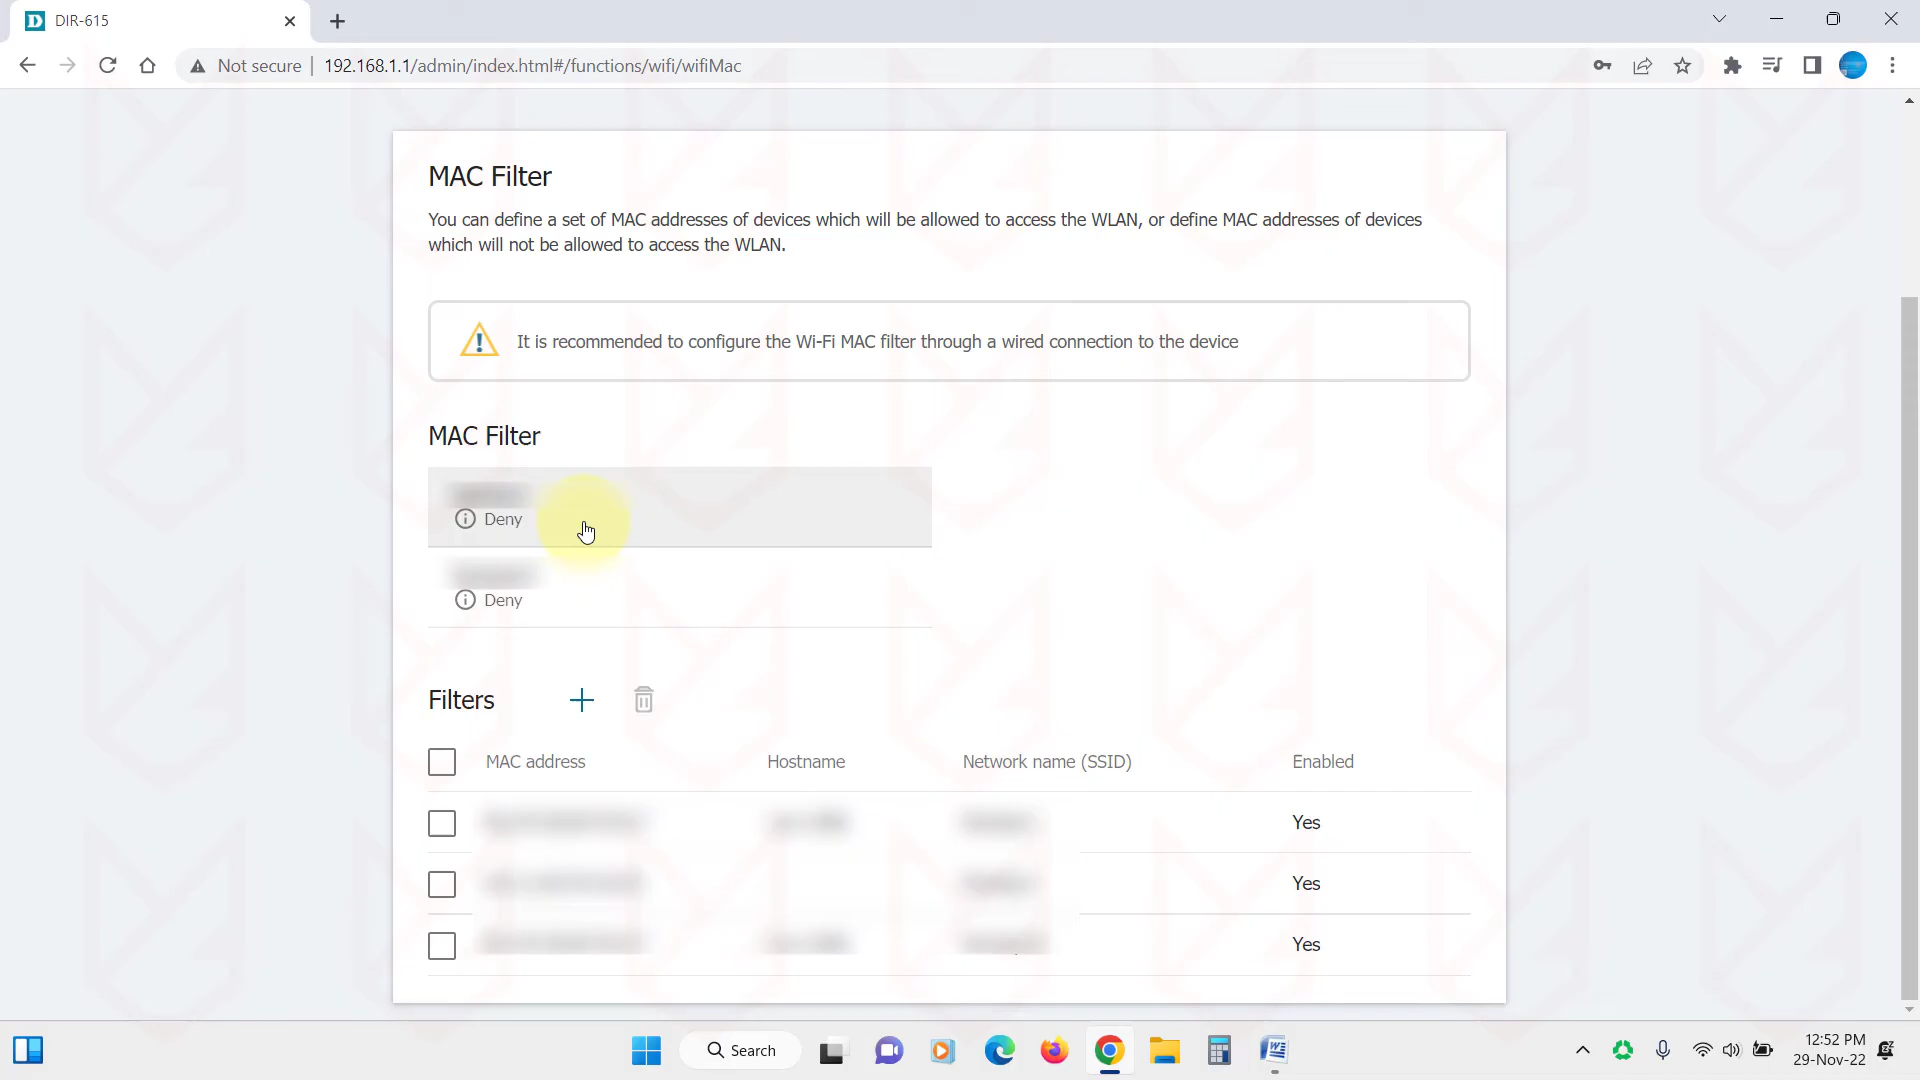 DIR-615
Not secure
192.168.1.1/admin/index.html#/functions/wifi/wifiMac
MAC Filter
You can define a set of MAC addresses of devices which will be allowed to access the WLAN, or define MAC addresses of devices
which will not be allowed to access the WLAN.
It is recommended to configure the Wi-Fi MAC filter through a wired connection to the device
MAC Filter
Deny
Deny
Filters
MAC address Hostname Network name (SSID) Enabled
Yes
Yes
Yes
Search
12:52 PM
29-Nov-22